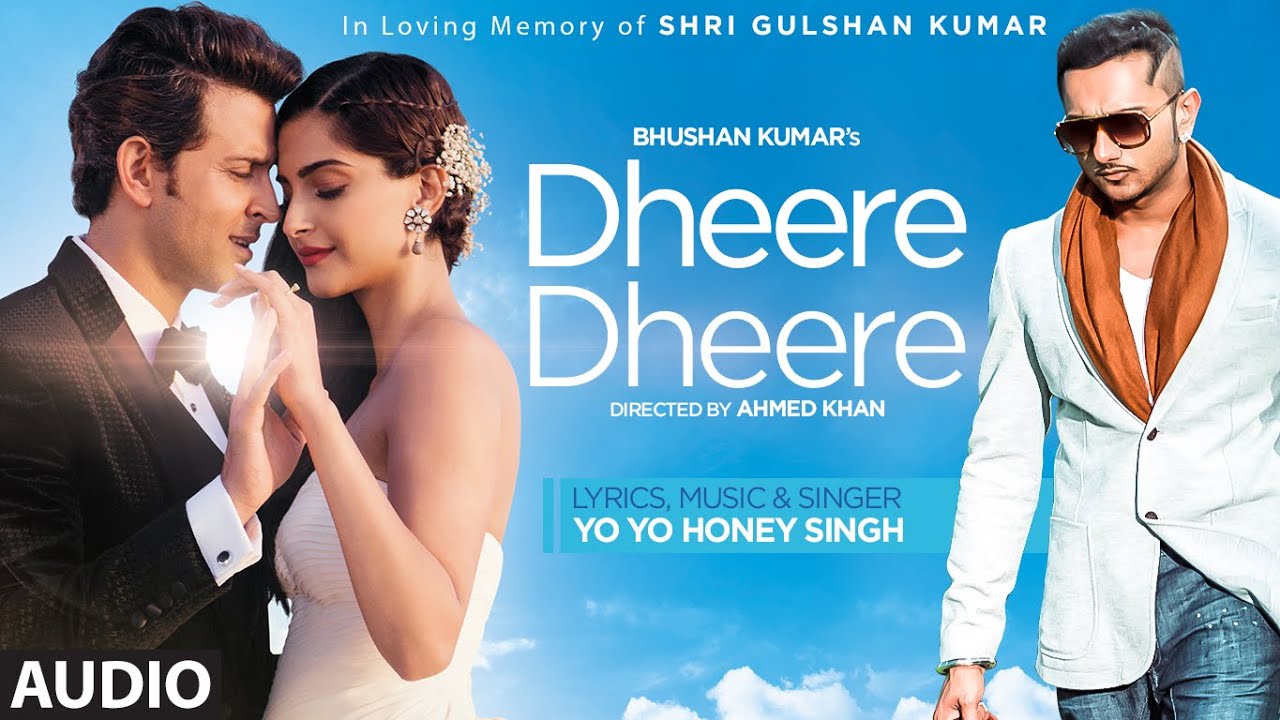 In Loving Memory of SHRI GULSHAN KUMAR
BHUSHAN KUMAR's
Dheere
Dheere
DIRECTED BY AHMED KHAN
LYRICS, MUSIC & SINGER
YO YO HONEY SINGH
AUDIO